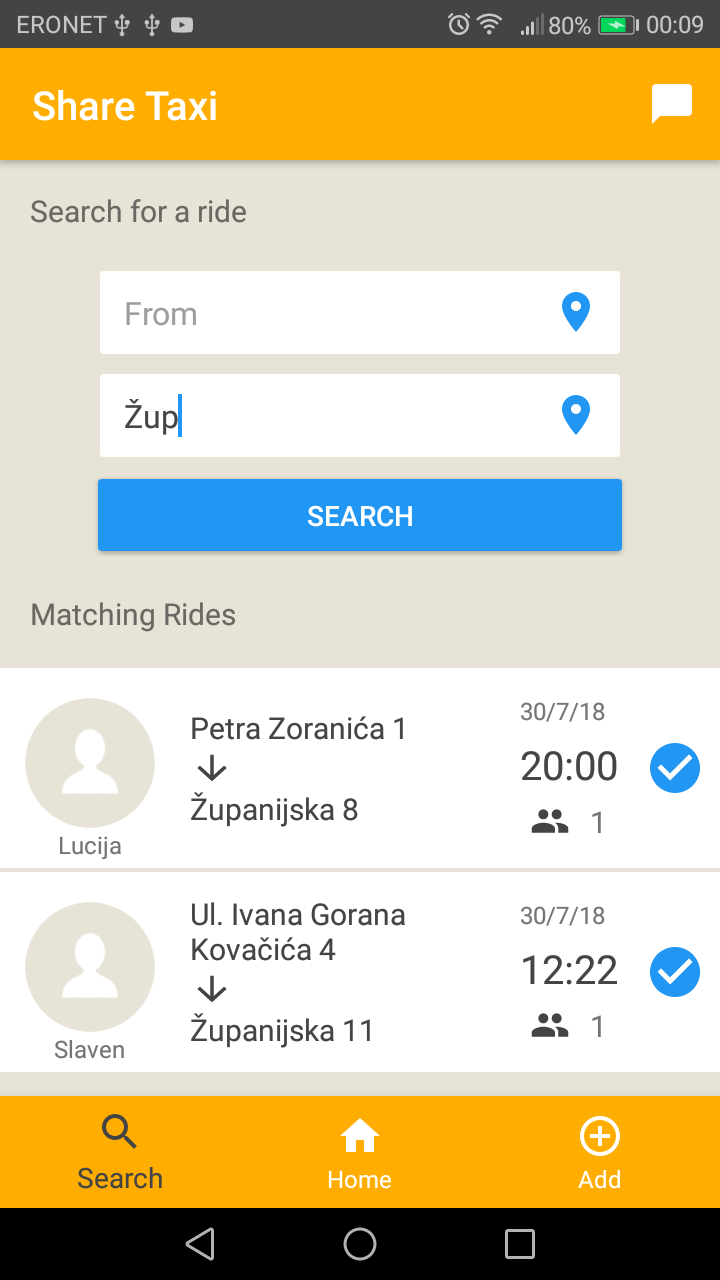 ERONET 80% 00:09
Share Taxi
Search for a ride
From
Žup
SEARCH
Matching Rides
Petra Zoranića 1
Županijska 8
Lucija
30/7/18
20:00
1
Ul. Ivana Gorana
Kovačića 4
Županijska 11
Slaven
30/7/18
12:22
1
Search Home Add